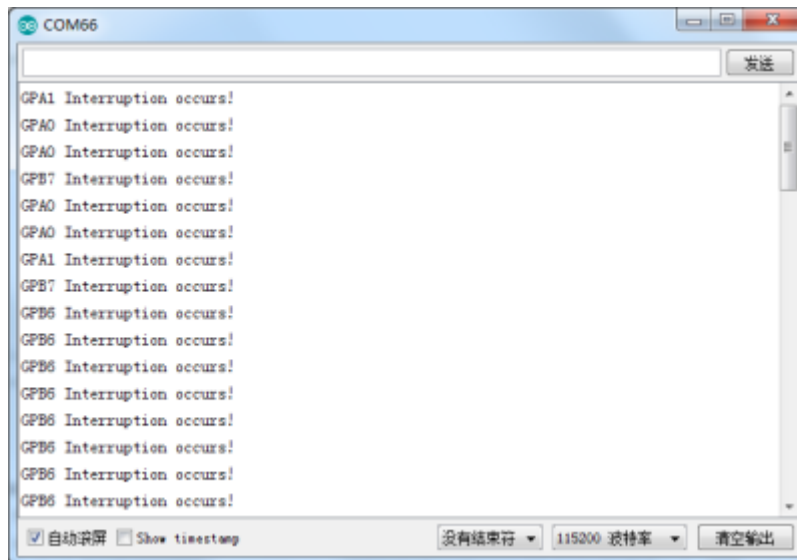 COM66
发送
GPA1 Interruption occurs!
GPA0 Interruption occurs!
GPA0 Interruption occurs!
GPB7 Interruption occurs!
GPA0 Interruption occurs!
GPA0 Interruption occurs!
GPA1 Interruption occurs!
GPB7 Interruption occurs!
GPB6 Interruption occurs!
GPB6 Interruption occurs!
GPB6 Interruption occurs!
GPB6 Interruption occurs!
GPB6 Interruption occurs!
GPB6 Interruption occurs!
GPB6 Interruption occurs!
GPB6 Interruption occurs!
自动滚屏 Show timestamp 没有结束符 115200 波特率 清空输出